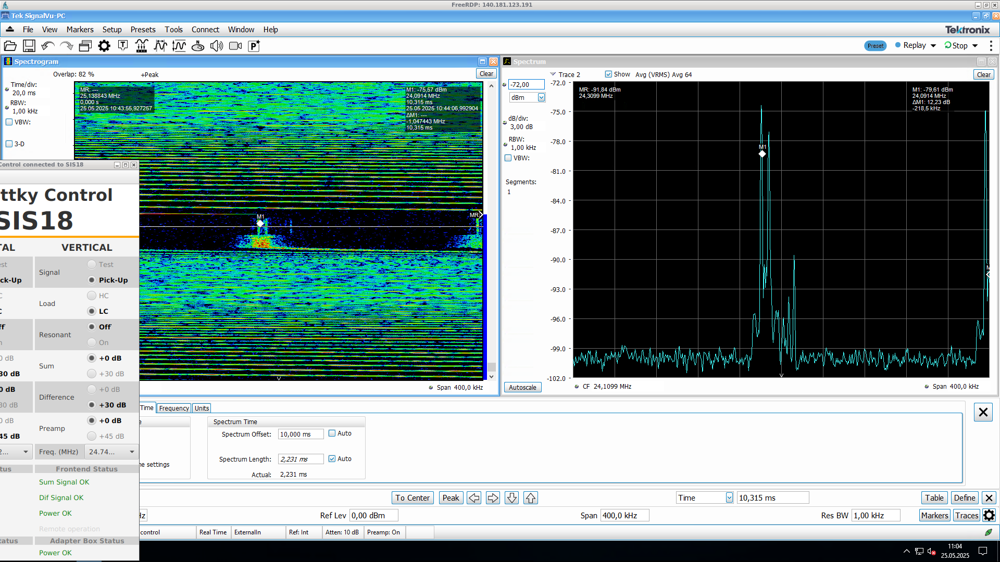 FreeRDP: 140.181.123.191
Tek SignalVu-PC
File View Markers Setup Presets Tools Connect Window Help
Tektronix
Preset Replay Stop
Spectrogram
Overlap: 82 % +Peak Clear
Time/div:
20,0 ms
RBW:
1,00 kHz
VBW:
3-D
MR: ---
25,138843 MHz
0,000 s
25.05.2025 10:43:55,927257
M1: -75,57 dBm
24,0914 MHz
10,315 ms
25.05.2025 10:44:06,992904
ΔM1: ---
-1,047443 MHz
10,315 ms
M1
MR
Span 400,0 kHz
Spectrum
Trace 2 Show Avg (VRMS) Avg 64 Clear
-72,00
dBm
dB/div:
3,00 dB
RBW:
1,00 kHz
VBW:
Segments:
1
Autoscale
-72.0
-75.0
-78.0
-81.0
-84.0
-87.0
-90.0
-93.0
-96.0
-99.0
-102.0
MR: -91,84 dBm
24,3099 MHz
M1: -79,61 dBm
24,0914 MHz
ΔM1: 12,23 dB
-218,5 kHz
M1
M
CF 24,1099 MHz
Span 400,0 kHz
Control connected to SIS18
ttky Control
SIS18
TAL VERTICAL
Signal
est Test
ck-Up Pick-Up
Load
C HC
C LC
Resonant
ff Off
n On
Sum
0 dB +0 dB
30 dB +30 dB
Difference
0 dB +0 dB
30 dB +30 dB
Preamp
0 dB +0 dB
45 dB +45 dB
2... Freq. (MHz) 24.74...
tus Frontend Status
Sum Signal OK
Dif Signal OK
Power OK
Remote operation
tatus Adapter Box Status
Power OK
Time Frequency Units
e
ne settings
Spectrum Time
Spectrum Offset: 10,000 ms Auto
Spectrum Length: 2,231 ms Auto
Actual: 2,231 ms
To Center Peak Time 10,315 ms Table Define
Hz Ref Lev 0,00 dBm Span 400,0 kHz Res BW 1,00 kHz Markers Traces
control Real Time ExternalIn Ref: Int Atten: 10 dB Preamp: On
11:04
25.05.2025